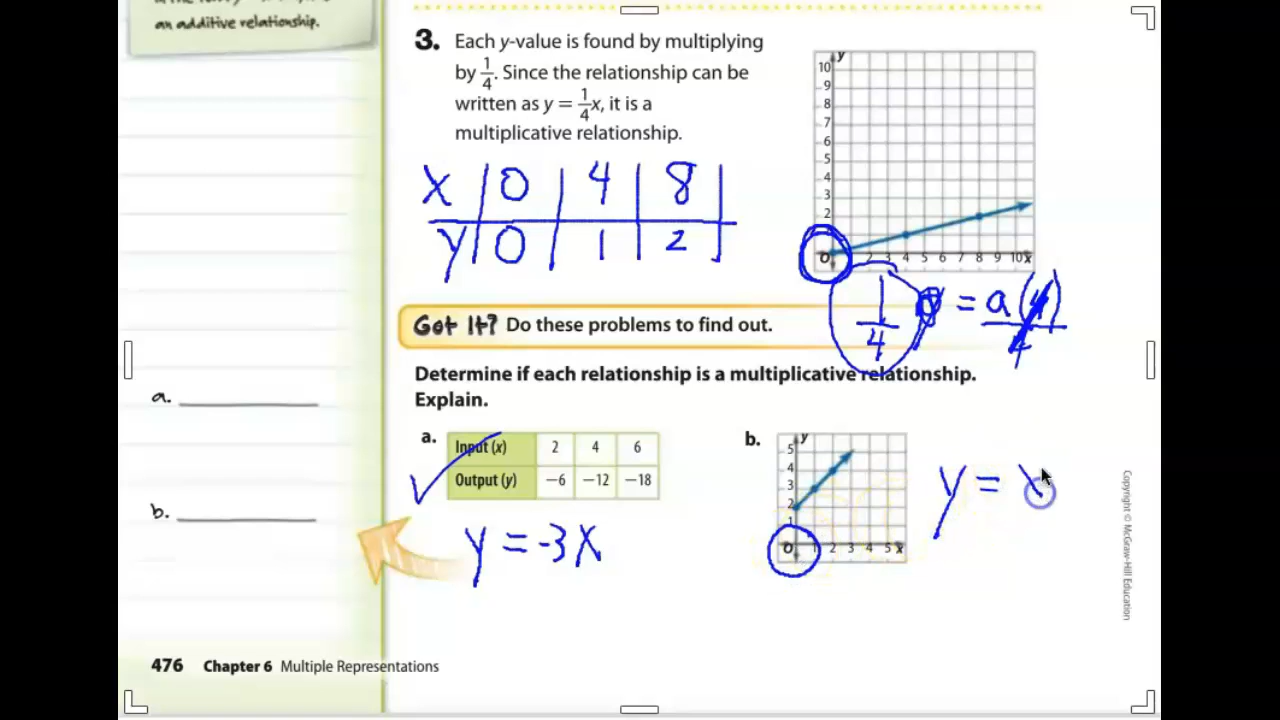 an additive relationship.
3. Each y-value is found by multiplying
by 1/4. Since the relationship can be
written as y = 1/4x, it is a
multiplicative relationship.
X 0 4 8
y 0 1 2
y
10
9
8
7
6
5
4
3
2
O 2 3 4 5 6 7 8 9 10 x
1/4 = a(4)/4
Got It? Do these problems to find out.
Determine if each relationship is a multiplicative relationship.
Explain.
a.
b.
a. Input (x) 2 4 6
Output (y) −6 −12 −18
y = -3x
b. y
5
4
3
2
1
O 1 2 3 4 5 x
y = x
Copyright © McGraw-Hill Education
476 Chapter 6 Multiple Representations